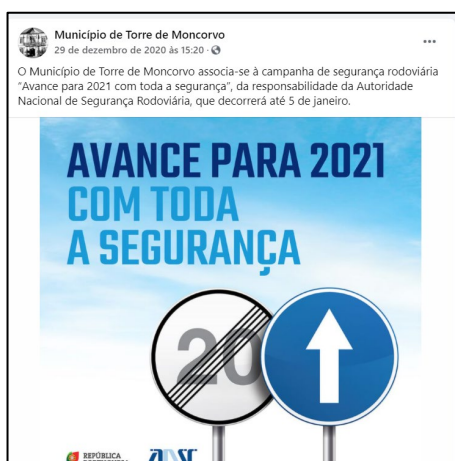 Município de Torre de Moncorvo
29 de dezembro de 2020 às 15:20 ·
O Município de Torre de Moncorvo associa-se à campanha de segurança rodoviária
“Avance para 2021 com toda a segurança”, da responsabilidade da Autoridade
Nacional de Segurança Rodoviária, que decorrerá até 5 de janeiro.
AVANCE PARA 2021
COM TODA
A SEGURANÇA
20
REPÚBLICA